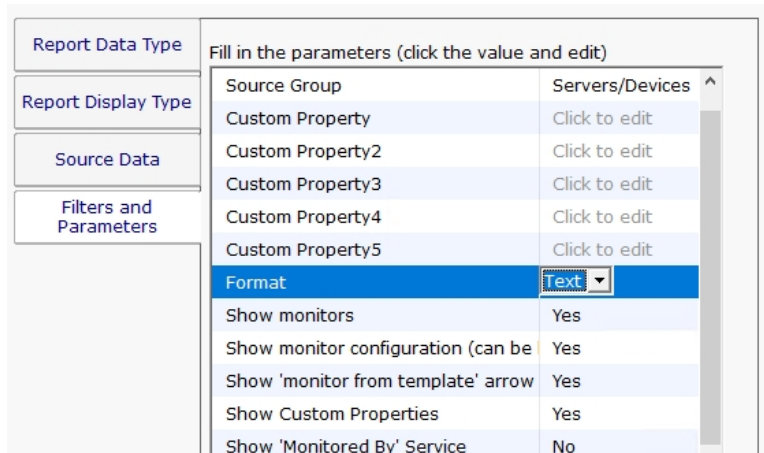 Report Data Type
Report Display Type
Source Data
Filters and
Parameters
Fill in the parameters (click the value and edit)
Source Group Servers/Devices
Custom Property Click to edit
Custom Property2 Click to edit
Custom Property3 Click to edit
Custom Property4 Click to edit
Custom Property5 Click to edit
Format Text
Show monitors Yes
Show monitor configuration (can be Yes
Show 'monitor from template' arrow Yes
Show Custom Properties Yes
Show 'Monitored By' Service No